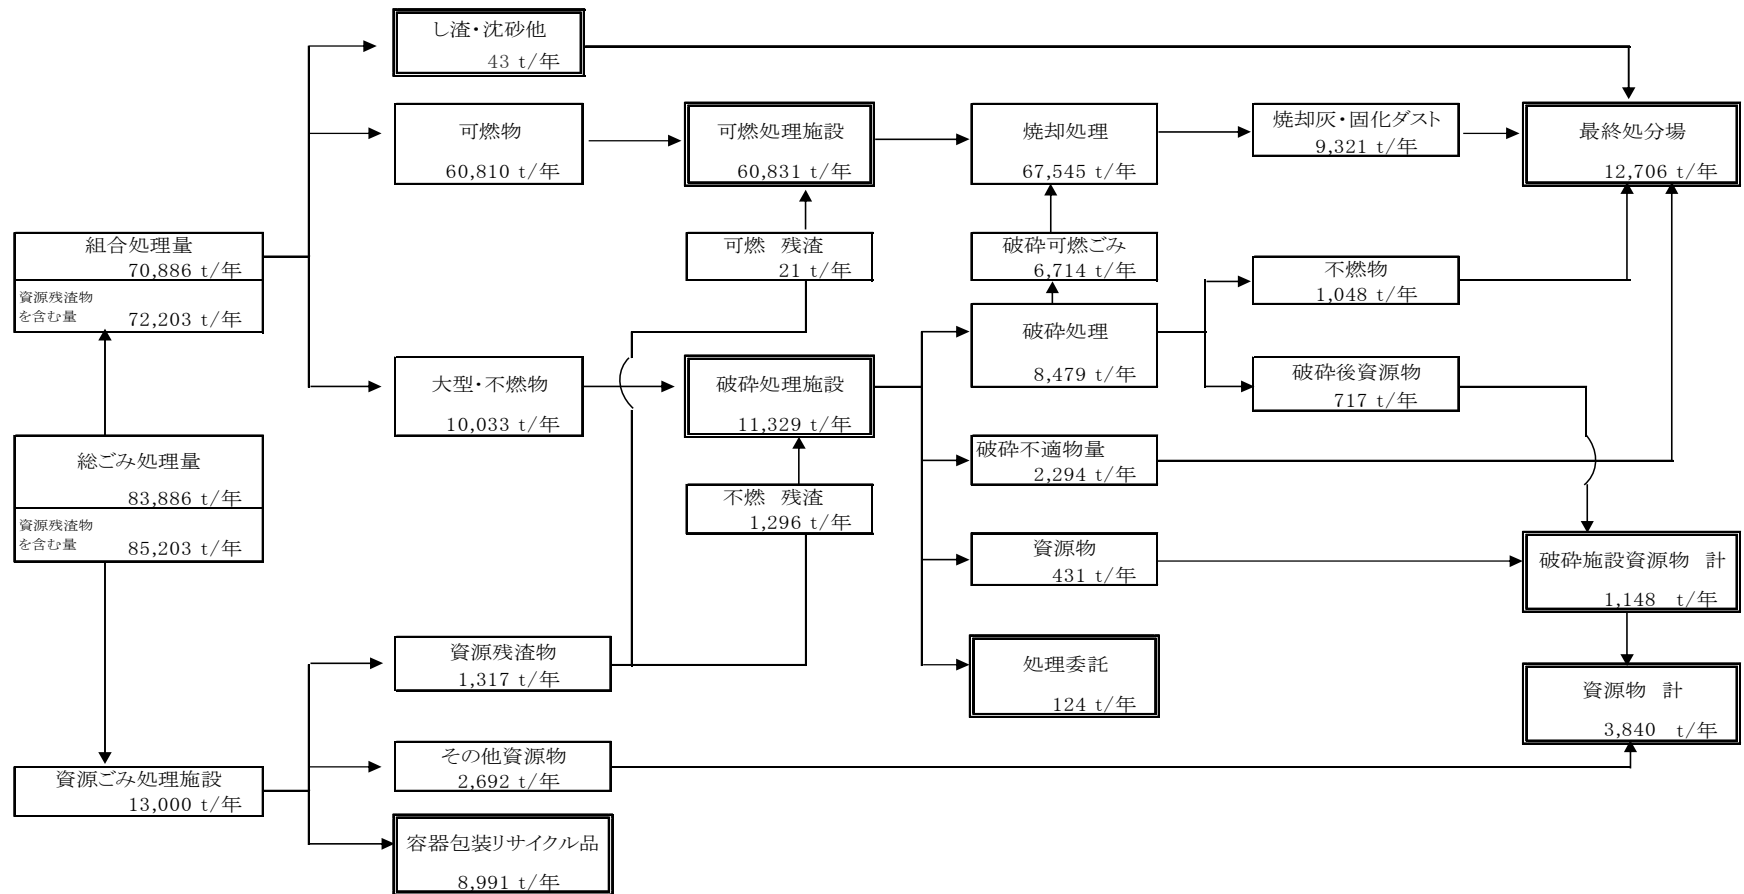 し渣・沈砂他
43 t/年
可燃物
60,810 t/年
可燃処理施設
60,831 t/年
焼却処理
67,545 t/年
焼却灰・固化ダスト
9,321 t/年
最終処分場
12,706 t/年
組合処理量
70,886 t/年
資源残渣物
を含む量
72,203 t/年
可燃 残渣
21 t/年
破砕可燃ごみ
6,714 t/年
不燃物
1,048 t/年
大型・不燃物
10,033 t/年
破砕処理施設
11,329 t/年
破砕処理
8,479 t/年
破砕後資源物
717 t/年
総ごみ処理量
83,886 t/年
資源残渣物
を含む量
85,203 t/年
不燃 残渣
1,296 t/年
破砕不適物量
2,294 t/年
資源物
431 t/年
破砕施設資源物 計
1,148 t/年
資源残渣物
1,317 t/年
処理委託
124 t/年
資源物 計
3,840 t/年
資源ごみ処理施設
13,000 t/年
その他資源物
2,692 t/年
容器包装リサイクル品
8,991 t/年